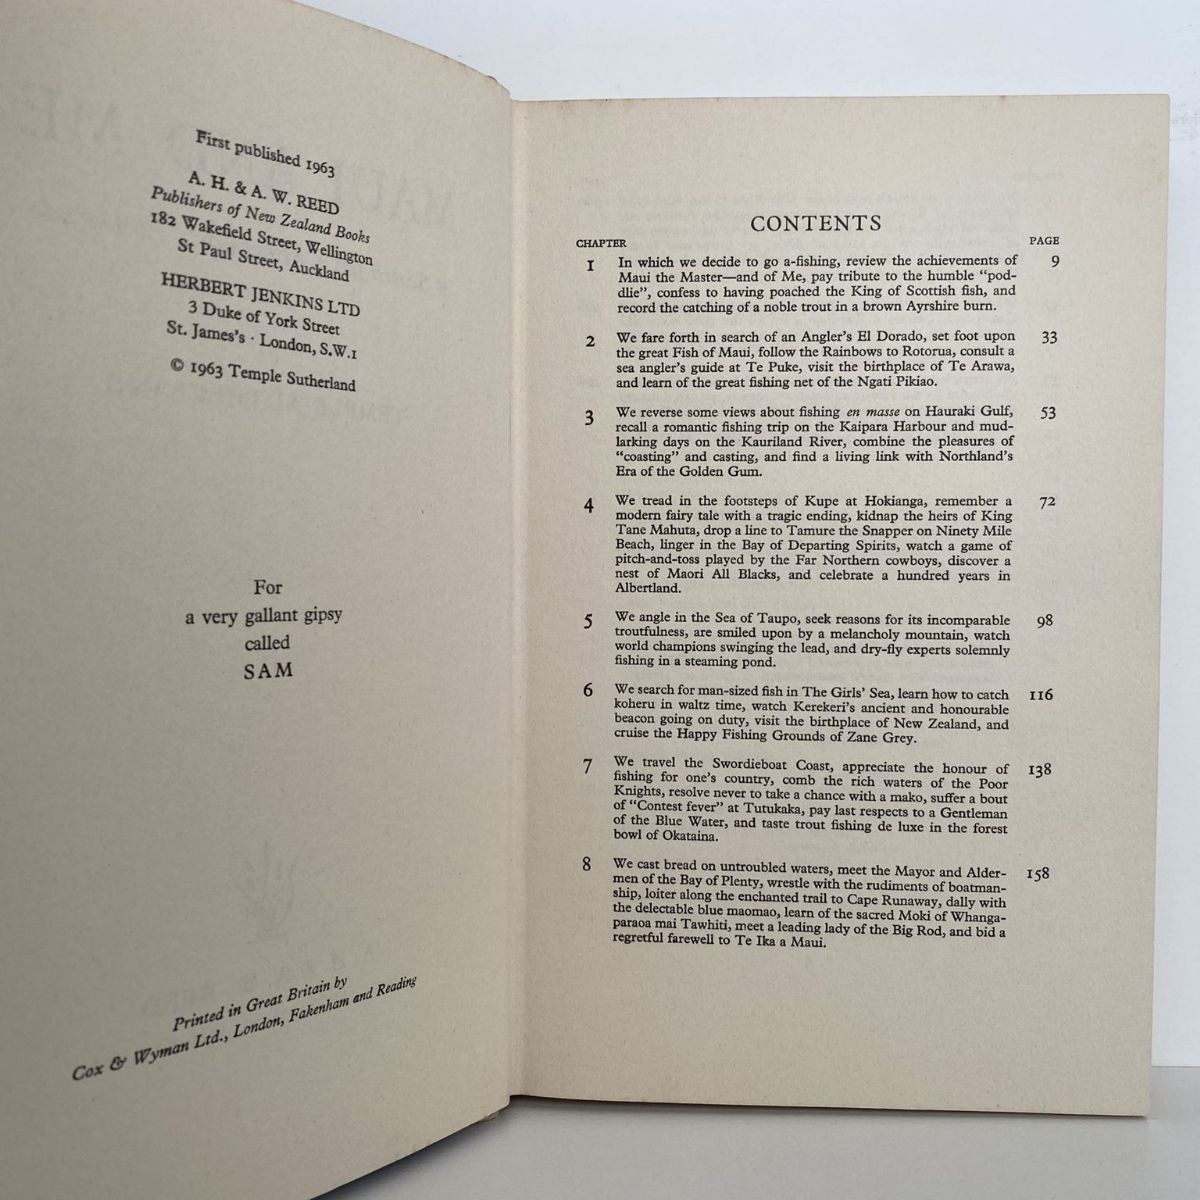 First published 1963
A. H. & A. W. REED
Publishers of New Zealand Books
182 Wakefield Street, Wellington
St Paul Street, Auckland
HERBERT JENKINS LTD
3 Duke of York Street
St. James's · London, S.W.1
© 1963 Temple Sutherland
For
a very gallant gipsy
called
SAM
Printed in Great Britain by
Cox & Wyman Ltd., London, Fakenham and Reading
CONTENTS
CHAPTER PAGE
1 In which we decide to go a-fishing, review the achievements of 9
Maui the Master—and of Me, pay tribute to the humble “pod-
dlie”, confess to having poached the King of Scottish fish, and
record the catching of a noble trout in a brown Ayrshire burn.
2 We fare forth in search of an Angler's El Dorado, set foot upon 33
the great Fish of Maui, follow the Rainbows to Rotorua, consult a
sea angler's guide at Te Puke, visit the birthplace of Te Arawa,
and learn of the great fishing net of the Ngati Pikiao.
3 We reverse some views about fishing en masse on Hauraki Gulf, 53
recall a romantic fishing trip on the Kaipara Harbour and mud-
larking days on the Kauriland River, combine the pleasures of
“coasting” and casting, and find a living link with Northland's
Era of the Golden Gum.
4 We tread in the footsteps of Kupe at Hokianga, remember a 72
modern fairy tale with a tragic ending, kidnap the heirs of King
Tane Mahuta, drop a line to Tamure the Snapper on Ninety Mile
Beach, linger in the Bay of Departing Spirits, watch a game of
pitch-and-toss played by the Far Northern cowboys, discover a
nest of Maori All Blacks, and celebrate a hundred years in
Albertland.
5 We angle in the Sea of Taupo, seek reasons for its incomparable 98
troutfulness, are smiled upon by a melancholy mountain, watch
world champions swinging the lead, and dry-fly experts solemnly
fishing in a steaming pond.
6 We search for man-sized fish in The Girls' Sea, learn how to catch 116
koheru in waltz time, watch Kerekeri's ancient and honourable
beacon going on duty, visit the birthplace of New Zealand, and
cruise the Happy Fishing Grounds of Zane Grey.
7 We travel the Swordieboat Coast, appreciate the honour of 138
fishing for one's country, comb the rich waters of the Poor
Knights, resolve never to take a chance with a mako, suffer a bout
of “Contest fever” at Tutukaka, pay last respects to a Gentleman
of the Blue Water, and taste trout fishing de luxe in the forest
bowl of Okataina.
8 We cast bread on untroubled waters, meet the Mayor and Alder- 158
men of the Bay of Plenty, wrestle with the rudiments of boatman-
ship, loiter along the enchanted trail to Cape Runaway, dally with
the delectable blue maomao, learn of the sacred Moki of Whanga-
paraoa mai Tawhiti, meet a leading lady of the Big Rod, and bid a
regretful farewell to Te Ika a Maui.